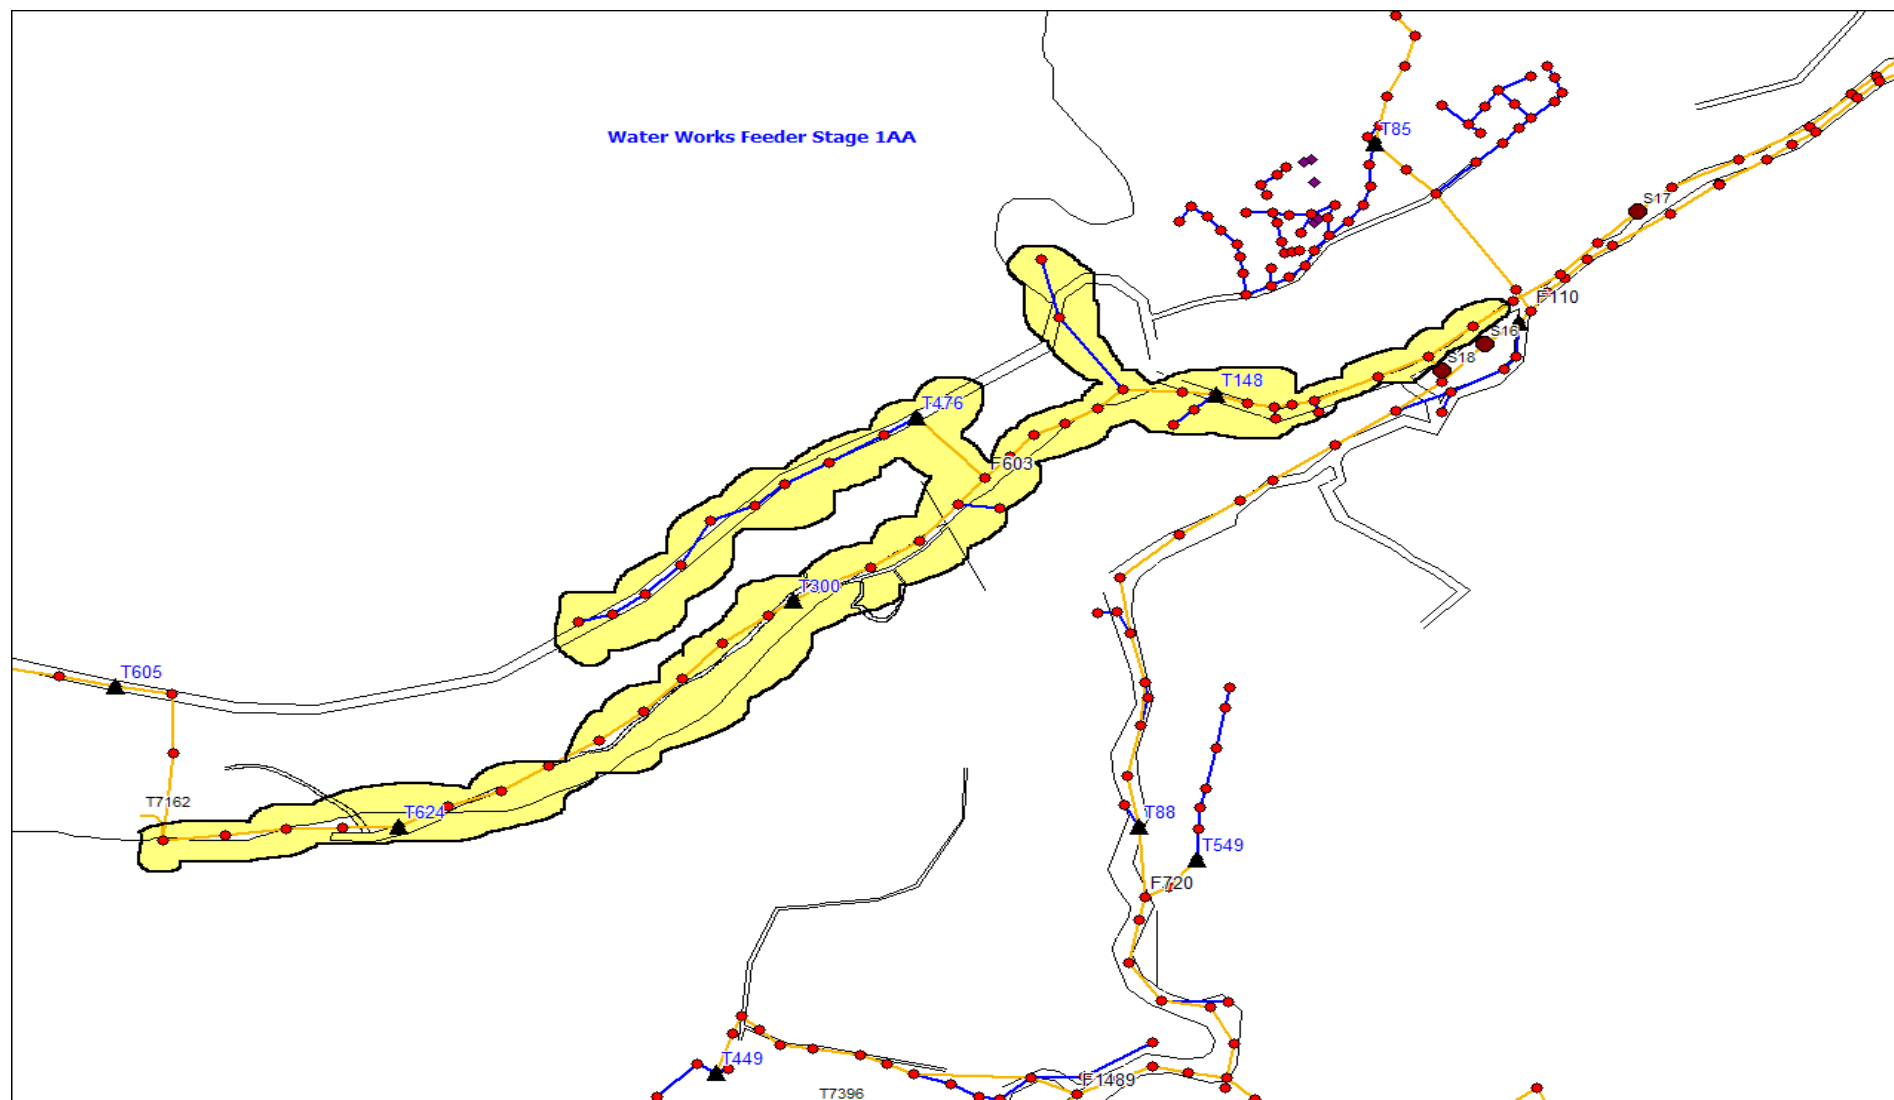 Water Works Feeder Stage 1AA
T85
S17
F110
S16
S18
T148
T476
F603
T300
T605
T7162
T624
T88
T549
F720
T449
F1489
T7396